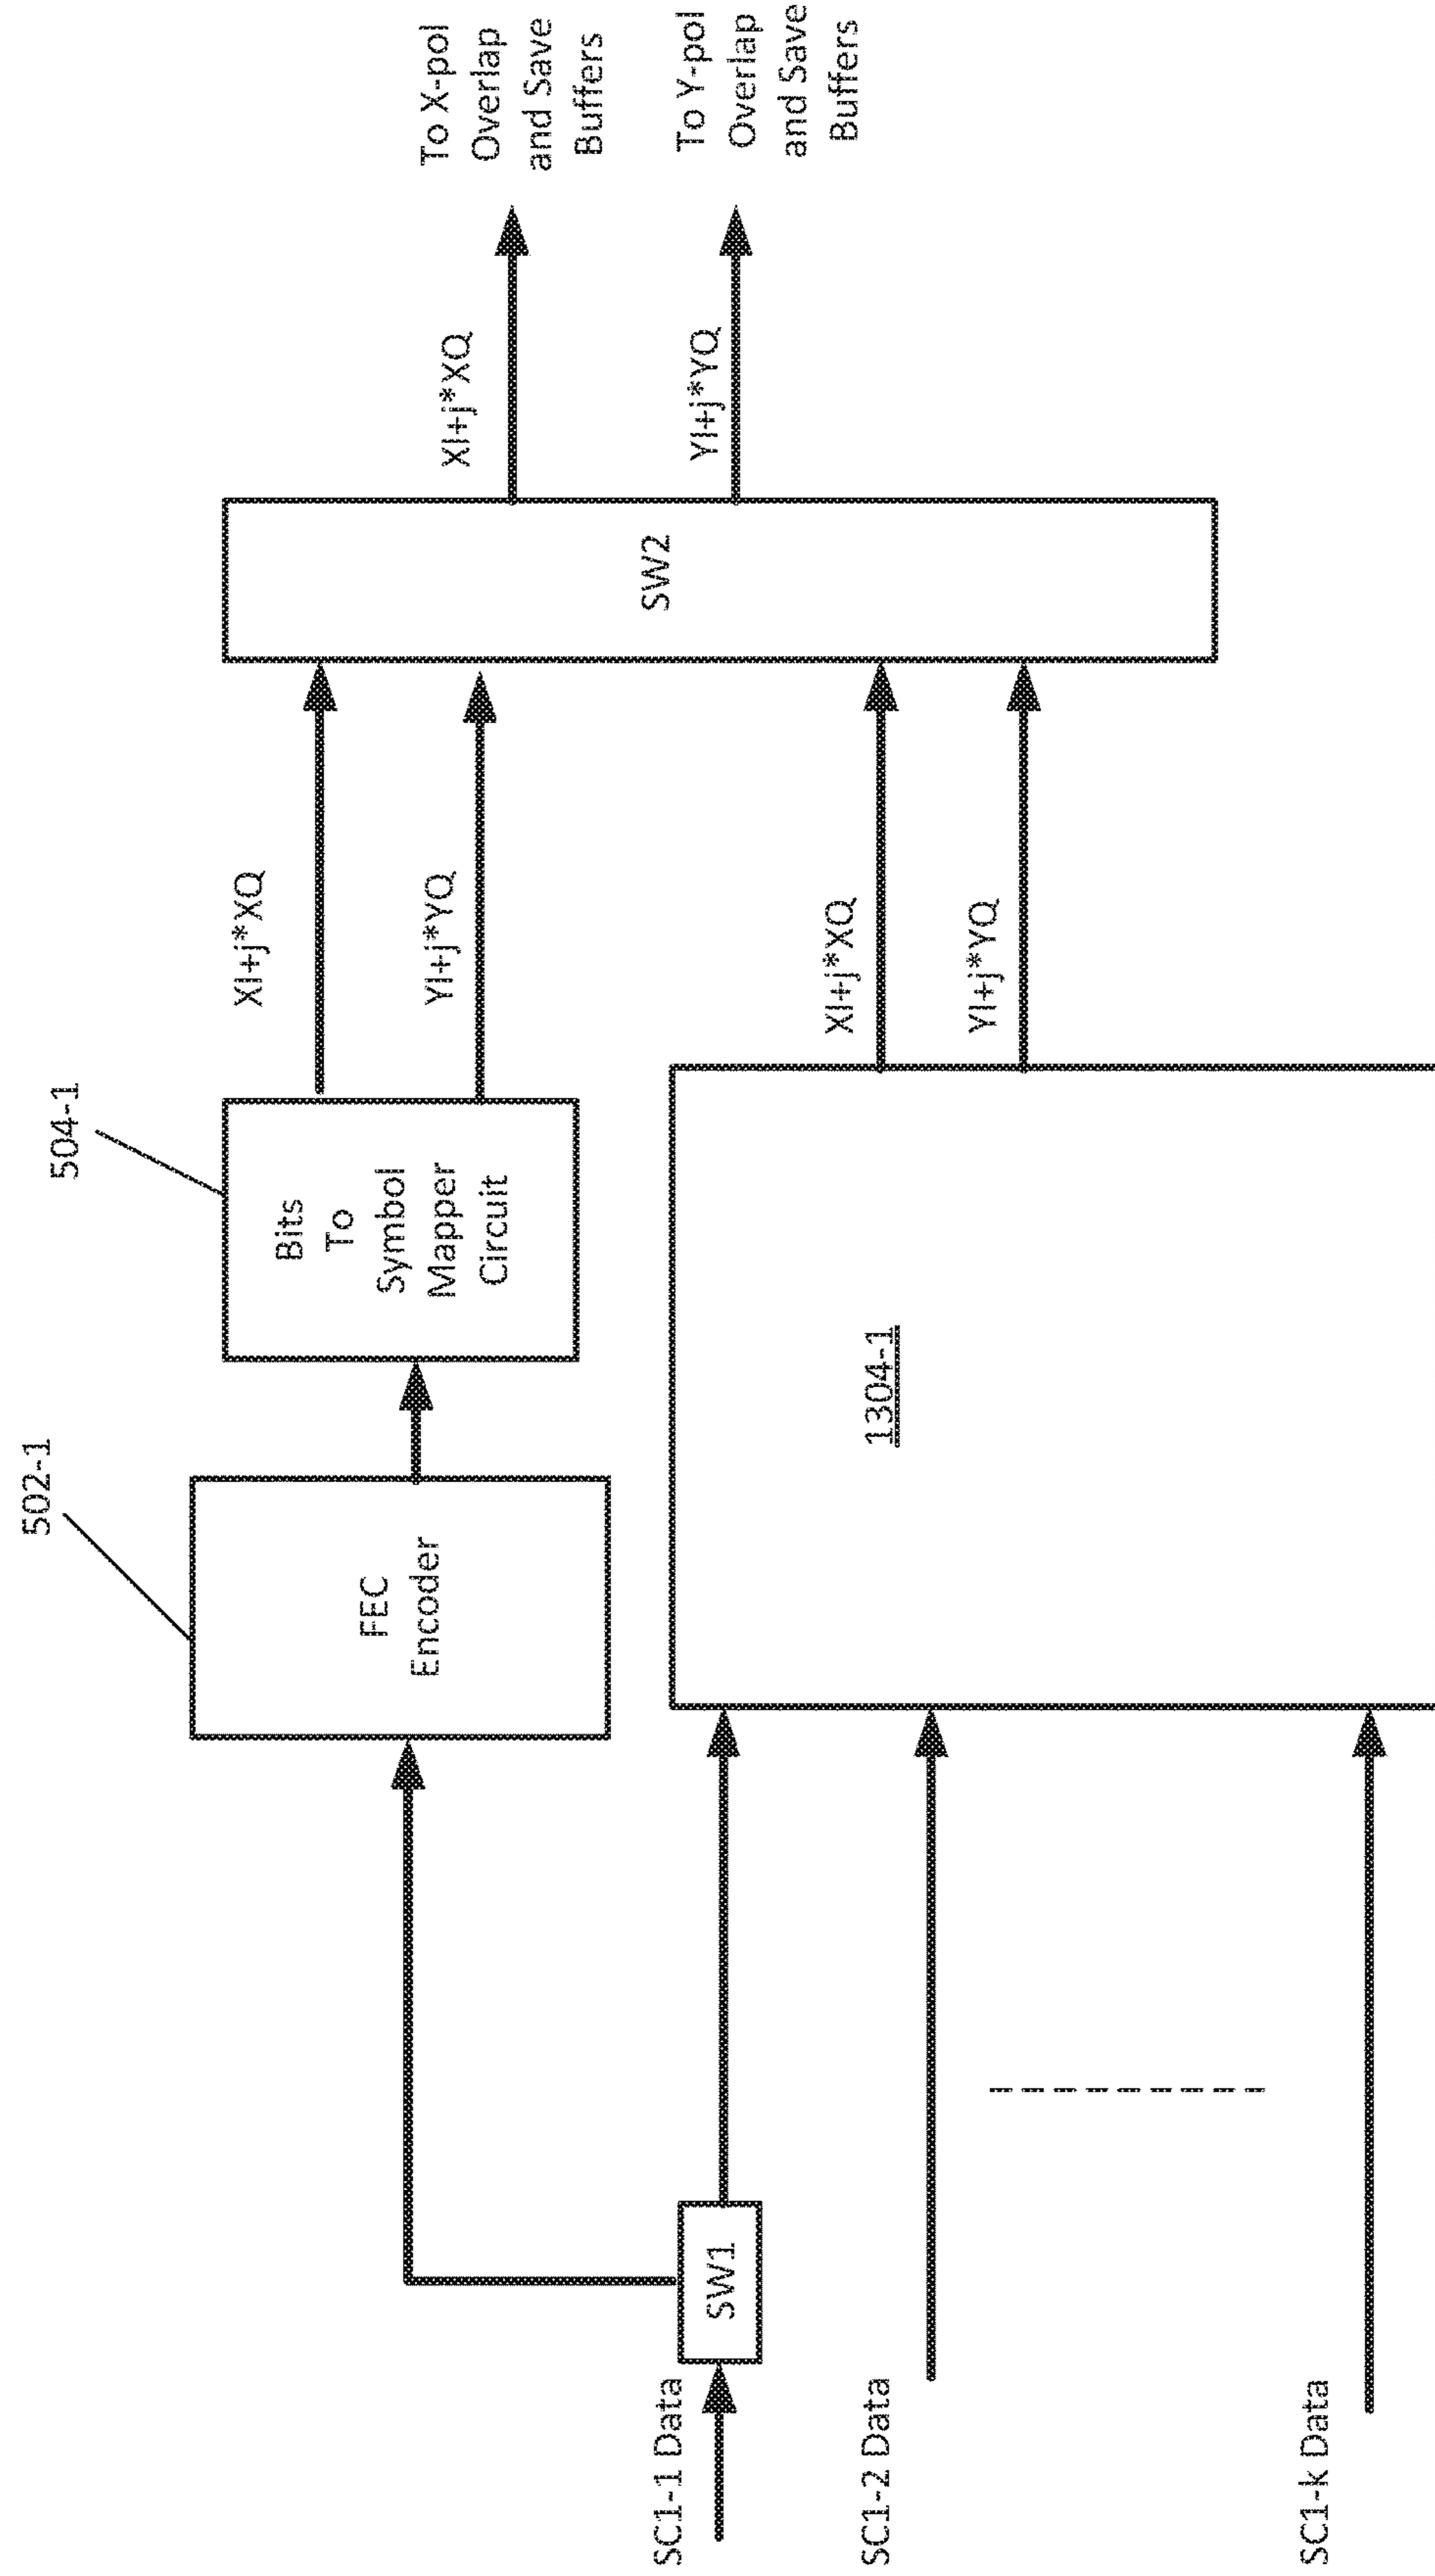 502-1
504-1
FEC
Encoder
Bits
To
Symbol
Mapper
Circuit
XI+j*XQ
YI+j*YQ
SW2
XI+j*XQ
To X-pol
Overlap
and Save
Buffers
YI+j*YQ
To Y-pol
Overlap
and Save
Buffers
SC1-1 Data
SW1
SC1-2 Data
SC1-k Data
1304-1
XI+j*XQ
YI+j*YQ